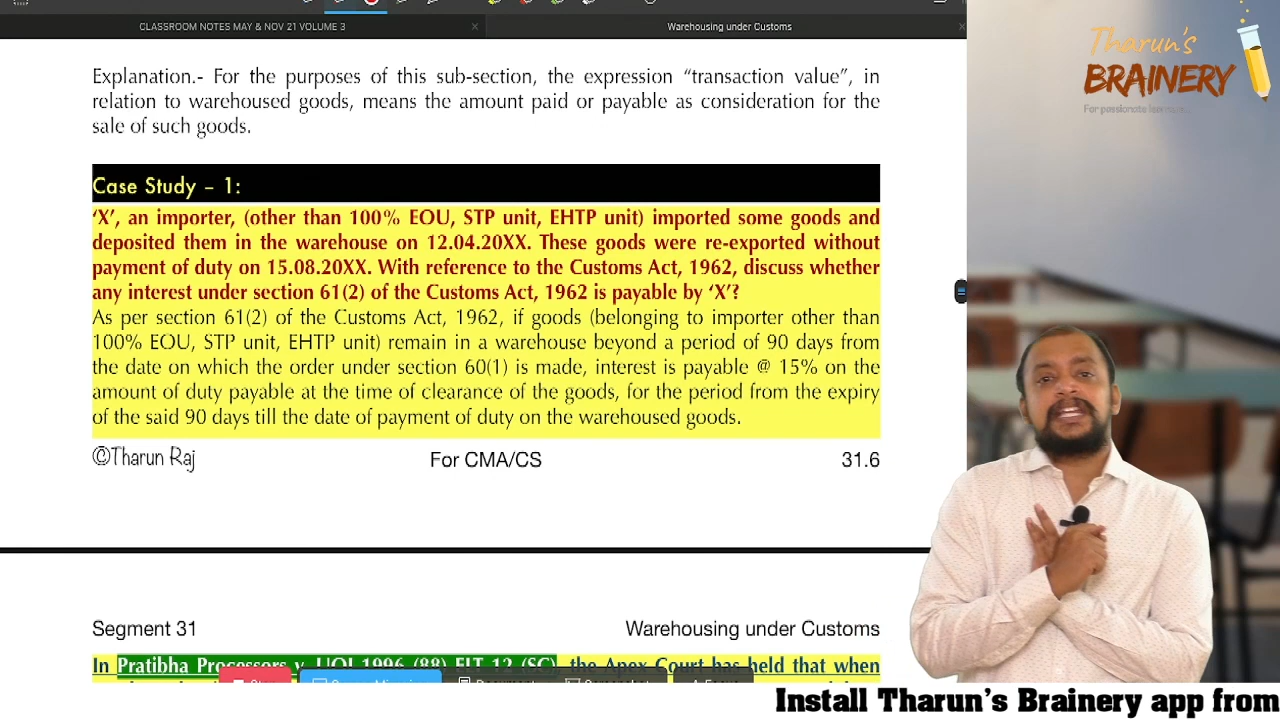 CLASSROOM NOTES MAY & NOV 21 VOLUME 3
Warehousing under Customs
Tharun's
BRAINERY
Explanation.- For the purposes of this sub-section, the expression “transaction value”, in
relation to warehoused goods, means the amount paid or payable as consideration for the
sale of such goods.
Case Study – 1:
‘X’, an importer, (other than 100% EOU, STP unit, EHTP unit) imported some goods and
deposited them in the warehouse on 12.04.20XX. These goods were re-exported without
payment of duty on 15.08.20XX. With reference to the Customs Act, 1962, discuss whether
any interest under section 61(2) of the Customs Act, 1962 is payable by ‘X’?
As per section 61(2) of the Customs Act, 1962, if goods (belonging to importer other than
100% EOU, STP unit, EHTP unit) remain in a warehouse beyond a period of 90 days from
the date on which the order under section 60(1) is made, interest is payable @ 15% on the
amount of duty payable at the time of clearance of the goods, for the period from the expiry
of the said 90 days till the date of payment of duty on the warehoused goods.
©Tharun Raj For CMA/CS 31.6
Segment 31 Warehousing under Customs
In Pratibha Processors v. UOI 1996 (88) ELT 12 (SC), the Apex Court has held that when
Install Tharun's Brainery app from